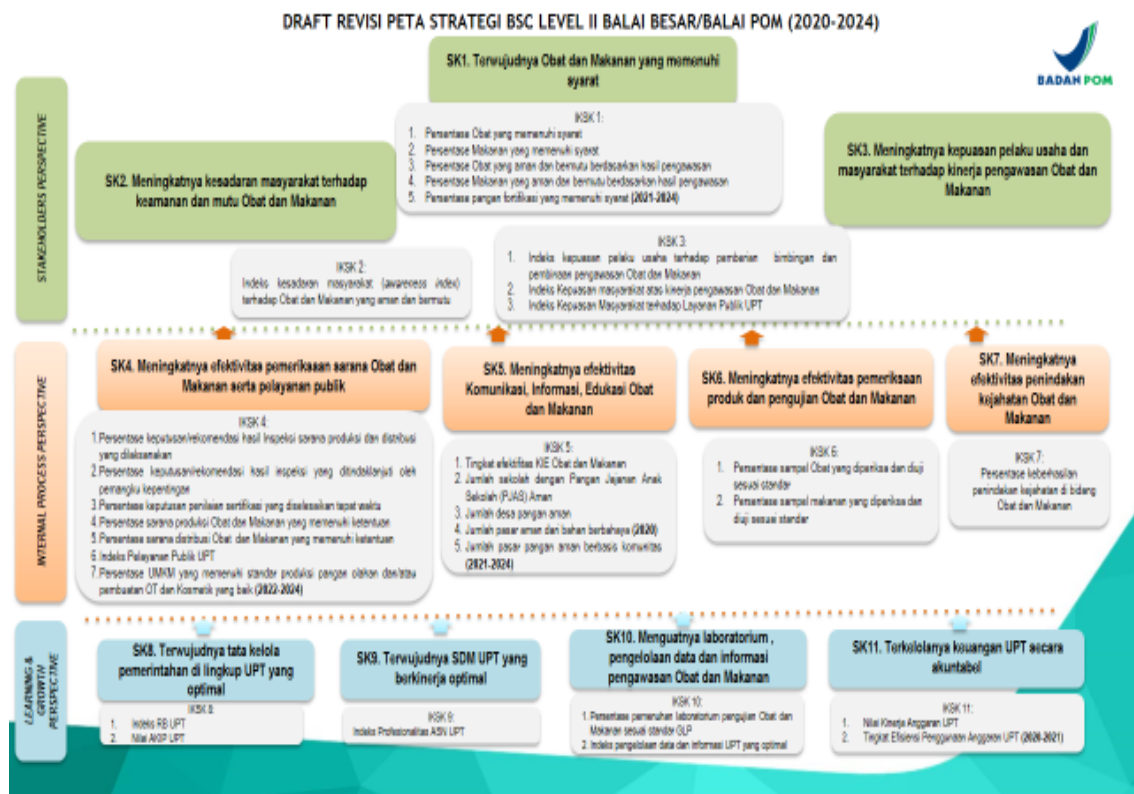 DRAFT REVISI PETA STRATEGI BSC LEVEL II BALAI BESAR/BALAI POM (2020-2024)
BADAN POM
STAKEHOLDERS PERSPECTIVE
SK1. Terwujudnya Obat dan Makanan yang memenuhi
syarat
IKSK 1:
1. Persentase Obat yang memenuhi syarat
2. Persentase Makanan yang memenuhi syarat
3. Persentase Obat yang aman dan bermutu berdasarkan hasil pengawasan
4. Persentase Makanan yang aman dan bermutu berdasarkan hasil pengawasan
5. Persentase pangan fortifikasi yang memenuhi syarat (2021-2024)
SK2. Meningkatnya kesadaran masyarakat terhadap
keamanan dan mutu Obat dan Makanan
IKSK 2:
Indeks kesadaran masyarakat (awareness index)
terhadap Obat dan Makanan yang aman dan bermutu
SK3. Meningkatnya kepuasan pelaku usaha dan
masyarakat terhadap kinerja pengawasan Obat dan
Makanan
IKSK 3:
1. Indeks kepuasan pelaku usaha terhadap pemberian bimbingan dan
pembinaan pengawasan Obat dan Makanan
2. Indeks Kepuasan masyarakat atas kinerja pengawasan Obat dan Makanan
3. Indeks Kepuasan Masyarakat terhadap Layanan Publik UPT
INTERNAL PROCESS PERSPECTIVE
SK4. Meningkatnya efektivitas pemeriksaan sarana Obat dan
Makanan serta pelayanan publik
IKSK 4:
1.Persentase keputusan/rekomendasi hasil Inspeksi sarana produksi dan distribusi
yang dilaksanakan
2.Persentase keputusan/rekomendasi hasil inspeksi yang ditindaklanjuti oleh
pemangku kepentingan
3.Persentase keputusan penilaian sertifikasi yang diselesaikan tepat waktu
4.Persentase sarana produksi Obat dan Makanan yang memenuhi ketentuan
5.Persentase sarana distribusi Obat dan Makanan yang memenuhi ketentuan
6.Indeks Pelayanan Publik UPT
7.Persentase UMKM yang memenuhi standar produksi pangan olahan dan/atau
pembuatan OT dan Kosmetik yang baik (2022-2024)
SK5. Meningkatnya efektivitas
Komunikasi, Informasi, Edukasi Obat
dan Makanan
IKSK 5:
1. Tingkat efektifitas KIE Obat dan Makanan
2. Jumlah sekolah dengan Pangan Jajanan Anak
Sekolah (PJAS) Aman
3. Jumlah desa pangan aman
4. Jumlah pasar aman dari bahan berbahaya (2020)
5. Jumlah pasar pangan aman berbasis komunitas
(2021-2024)
SK6. Meningkatnya efektivitas pemeriksaan
produk dan pengujian Obat dan Makanan
IKSK 6:
1. Persentase sampel Obat yang diperiksa dan diuji
sesuai standar
2. Persentase sampel makanan yang diperiksa dan
diuji sesuai standar
SK7. Meningkatnya
efektivitas penindakan
kejahatan Obat dan
Makanan
IKSK 7:
Persentase keberhasilan
penindakan kejahatan di bidang
Obat dan Makanan
LEARNING &
GROWTH
PERSPECTIVE
SK8. Terwujudnya tata kelola
pemerintahan di lingkup UPT yang
optimal
IKSK 8:
1. Indeks RB UPT
2. Nilai AKIP UPT
SK9. Terwujudnya SDM UPT yang
berkinerja optimal
IKSK 9:
Indeks Profesionalitas ASN UPT
SK10. Menguatnya laboratorium ,
pengelolaan data dan informasi
pengawasan Obat dan Makanan
IKSK 10:
1. Persentase pemenuhan laboratorium pengujian Obat dan
Makanan sesuai standar GLP
2. Indeks pengelolaan data dan informasi UPT yang optimal
SK11. Terkelolanya keuangan UPT secara
akuntabel
IKSK 11:
1. Nilai Kinerja Anggaran UPT
2. Tingkat Efisiensi Penggunaan Anggaran UPT (2020-2021)